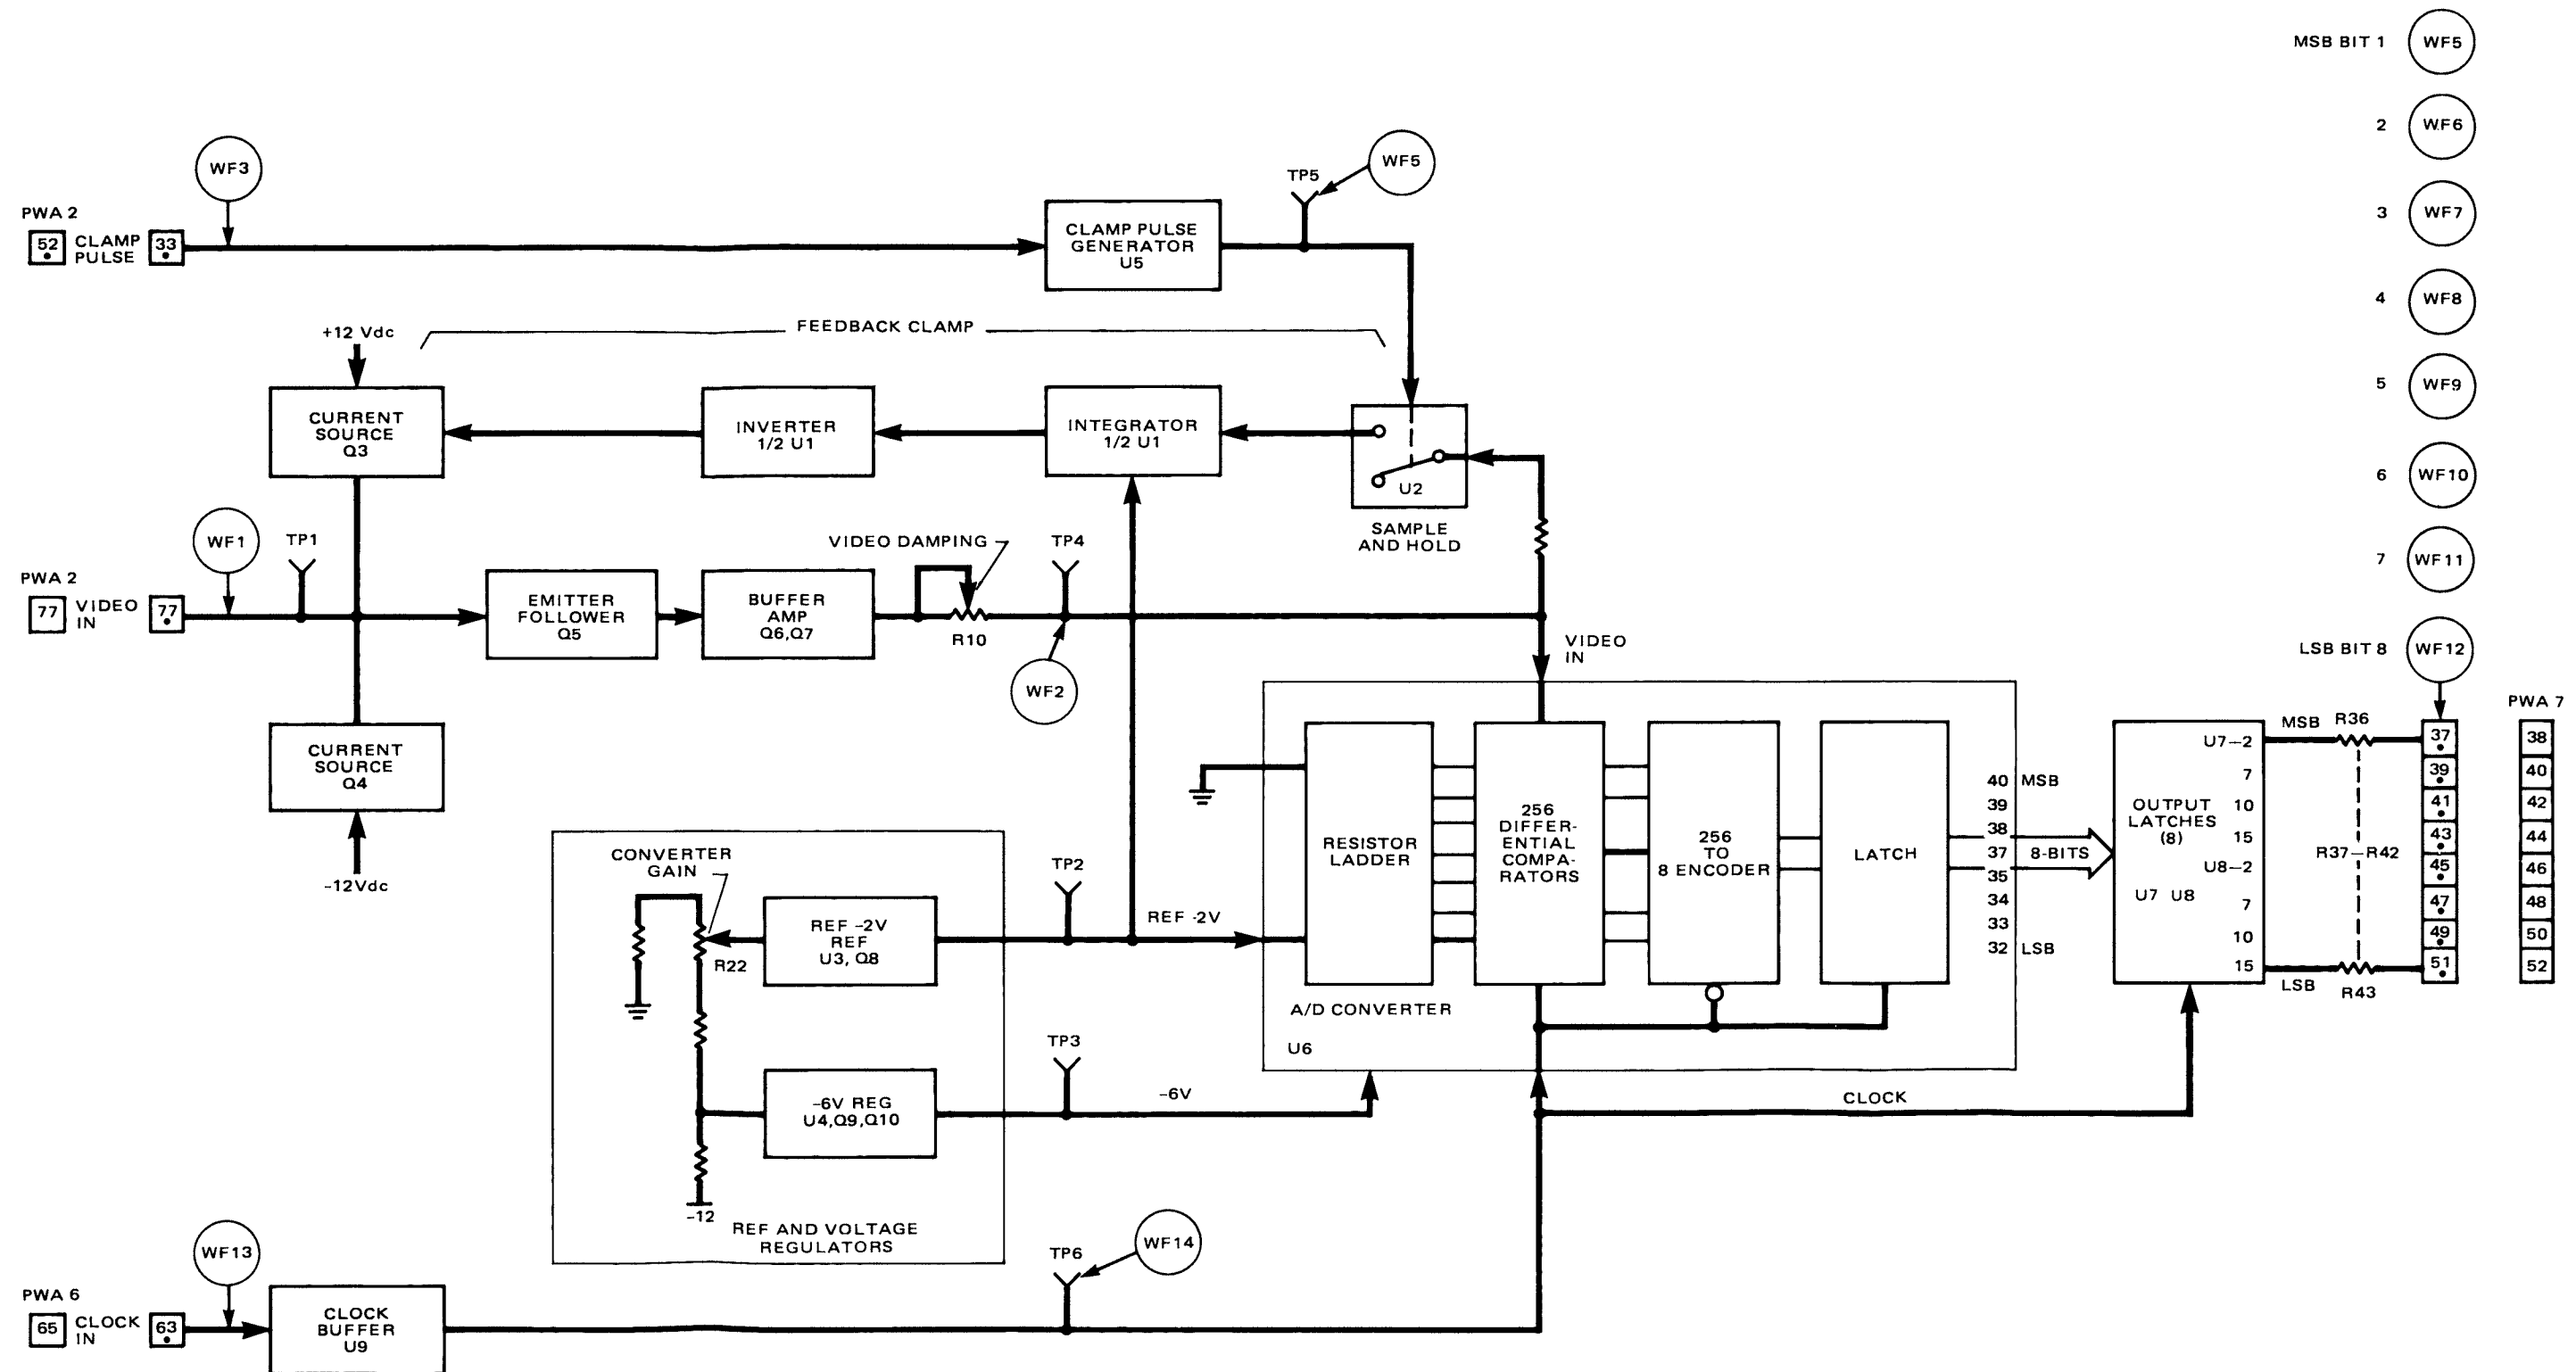 MSB BIT 1 WF5
2 WF6
3 WF7
4 WF8
5 WF9
6 WF10
7 WF11
LSB BIT 8 WF12
WF3
PWA 2
52 CLAMP PULSE 33
CLAMP PULSE
GENERATOR
U5
TP5
WF5
FEEDBACK CLAMP
+12 Vdc
CURRENT
SOURCE
Q3
INVERTER
1/2 U1
INTEGRATOR
1/2 U1
U2
SAMPLE
AND HOLD
WF1
TP1
PWA 2
77 VIDEO IN 77
EMITTER
FOLLOWER
Q5
BUFFER
AMP
Q6,Q7
VIDEO DAMPING
R10
TP4
WF2
VIDEO
IN
CURRENT
SOURCE
Q4
-12Vdc
CONVERTER
GAIN
R22
REF -2V
REF
U3, Q8
TP2
REF -2V
-6V REG
U4,Q9,Q10
TP3
-6V
-12
REF AND VOLTAGE
REGULATORS
RESISTOR
LADDER
256
DIFFER-
ENTIAL
COMPA-
RATORS
256
TO
8 ENCODER
LATCH
A/D CONVERTER
U6
40 MSB
39
38
37
35
34
33
32 LSB
8-BITS
OUTPUT
LATCHES
(8)
U7 U8
U7-2
7
10
15
U8-2
7
10
15
MSB R36
R37-R42
LSB R43
37
39
41
43
45
47
49
51
PWA 7
38
40
42
44
46
48
50
52
CLOCK
WF13
PWA 6
65 CLOCK IN 63
CLOCK
BUFFER
U9
TP6
WF14